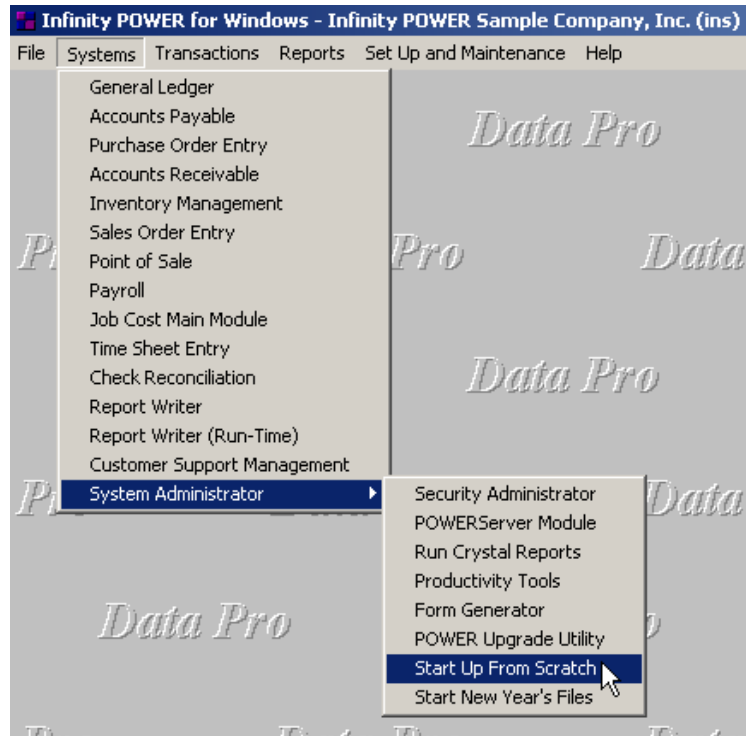 Infinity POWER for Windows - Infinity POWER Sample Company, Inc. (ins)
File Systems Transactions Reports Set Up and Maintenance Help
General Ledger
Accounts Payable
Purchase Order Entry
Accounts Receivable
Inventory Management
Sales Order Entry
Point of Sale
Payroll
Job Cost Main Module
Time Sheet Entry
Check Reconciliation
Report Writer
Report Writer (Run-Time)
Customer Support Management
System Administrator
Security Administrator
POWERServer Module
Run Crystal Reports
Productivity Tools
Form Generator
POWER Upgrade Utility
Start Up From Scratch
Start New Year's Files
Data Pro
Pro Data
Data Pro
Data
Data Pro